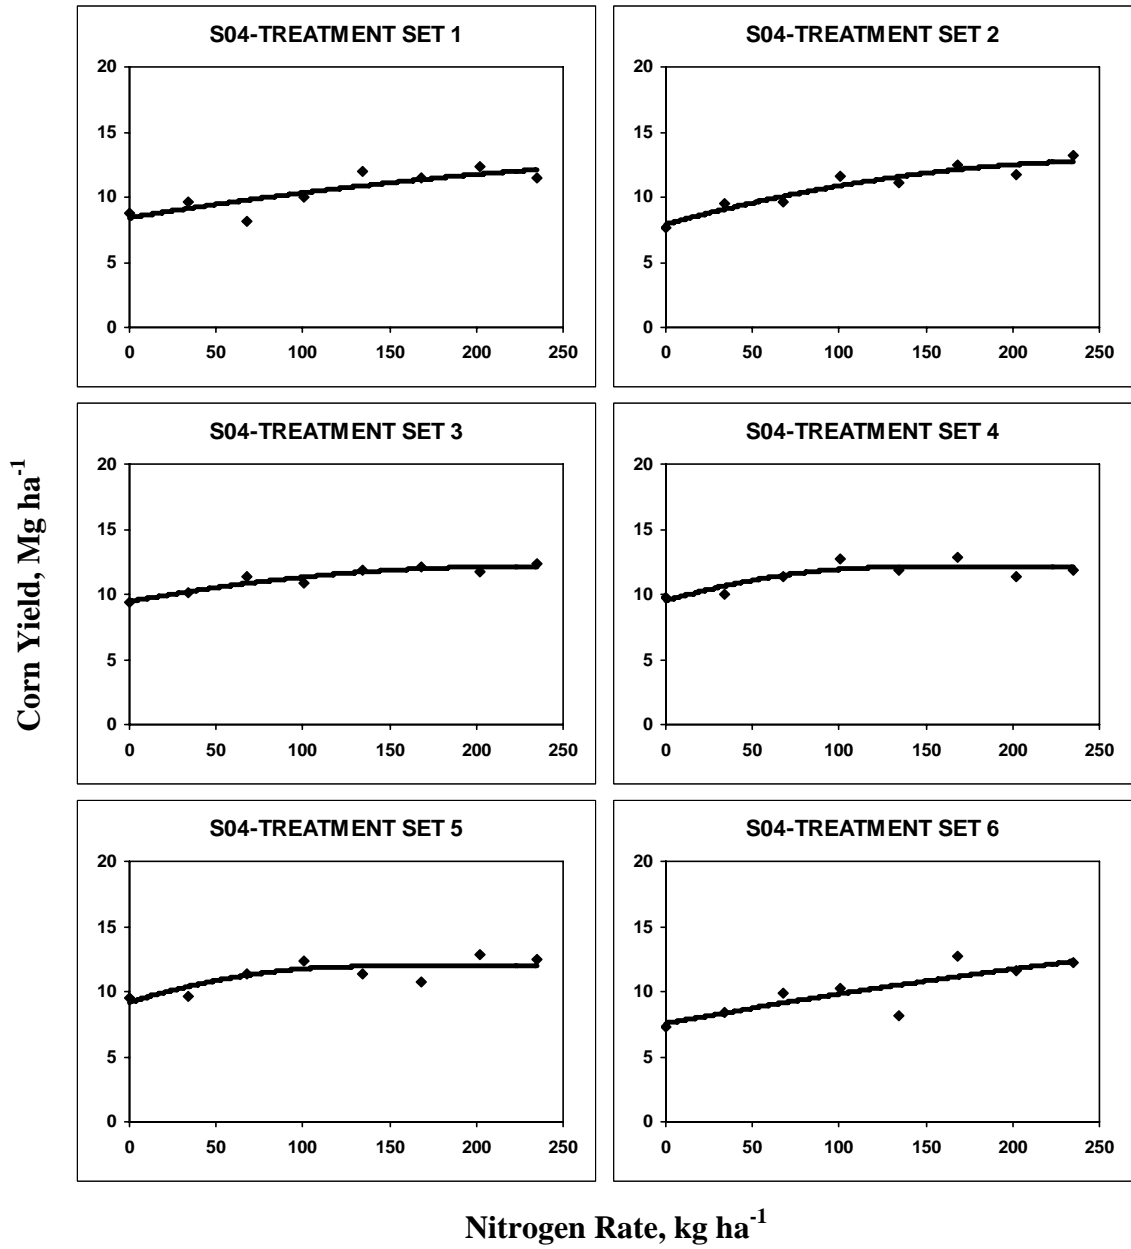 S04-TREATMENT SET 1
20
15
10
5
0
0 50 100 150 200 250
S04-TREATMENT SET 2
20
15
10
5
0
0 50 100 150 200 250
S04-TREATMENT SET 3
20
15
10
5
0
0 50 100 150 200 250
S04-TREATMENT SET 4
20
15
10
5
0
0 50 100 150 200 250
S04-TREATMENT SET 5
20
15
10
5
0
0 50 100 150 200 250
S04-TREATMENT SET 6
20
15
10
5
0
0 50 100 150 200 250
Corn Yield, Mg ha⁻¹
Nitrogen Rate, kg ha⁻¹